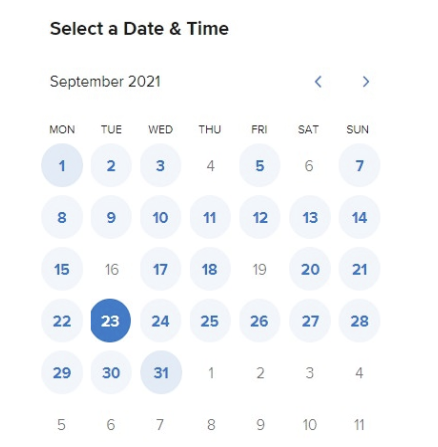 Select a Date & Time
September 2021
MON TUE WED THU FRI SAT SUN
1 2 3 4 5 6 7
8 9 10 11 12 13 14
15 16 17 18 19 20 21
22 23 24 25 26 27 28
29 30 31 1 2 3 4
5 6 7 8 9 10 11